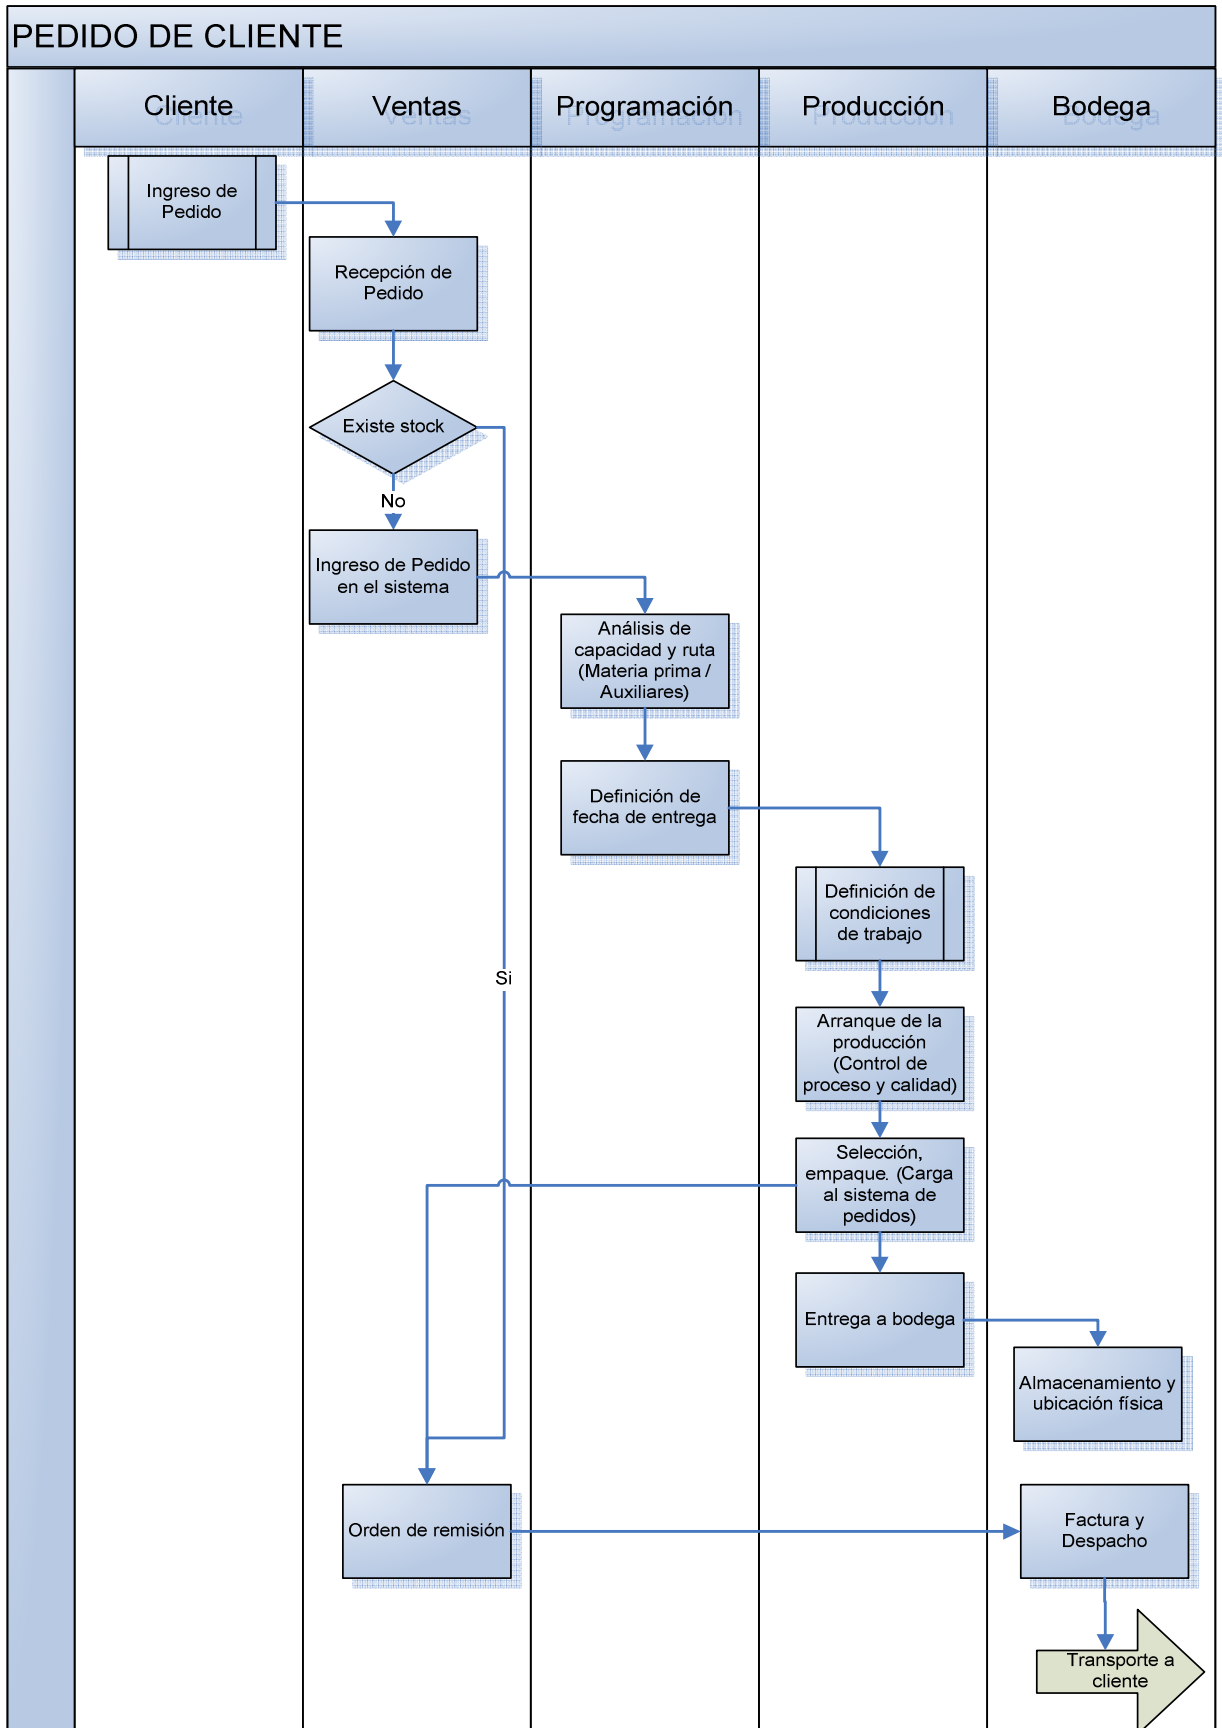 PEDIDO DE CLIENTE
Cliente
Ventas
Programación
Producción
Bodega
Ingreso de
Pedido
Recepción de
Pedido
Existe stock
No
Ingreso de Pedido
en el sistema
Análisis de
capacidad y ruta
(Materia prima /
Auxiliares)
Definición de
fecha de entrega
Definición de
condiciones
de trabajo
Si
Arranque de la
producción
(Control de
proceso y calidad)
Selección,
empaque. (Carga
al sistema de
pedidos)
Entrega a bodega
Almacenamiento y
ubicación física
Orden de remisión
Factura y
Despacho
Transporte a
cliente